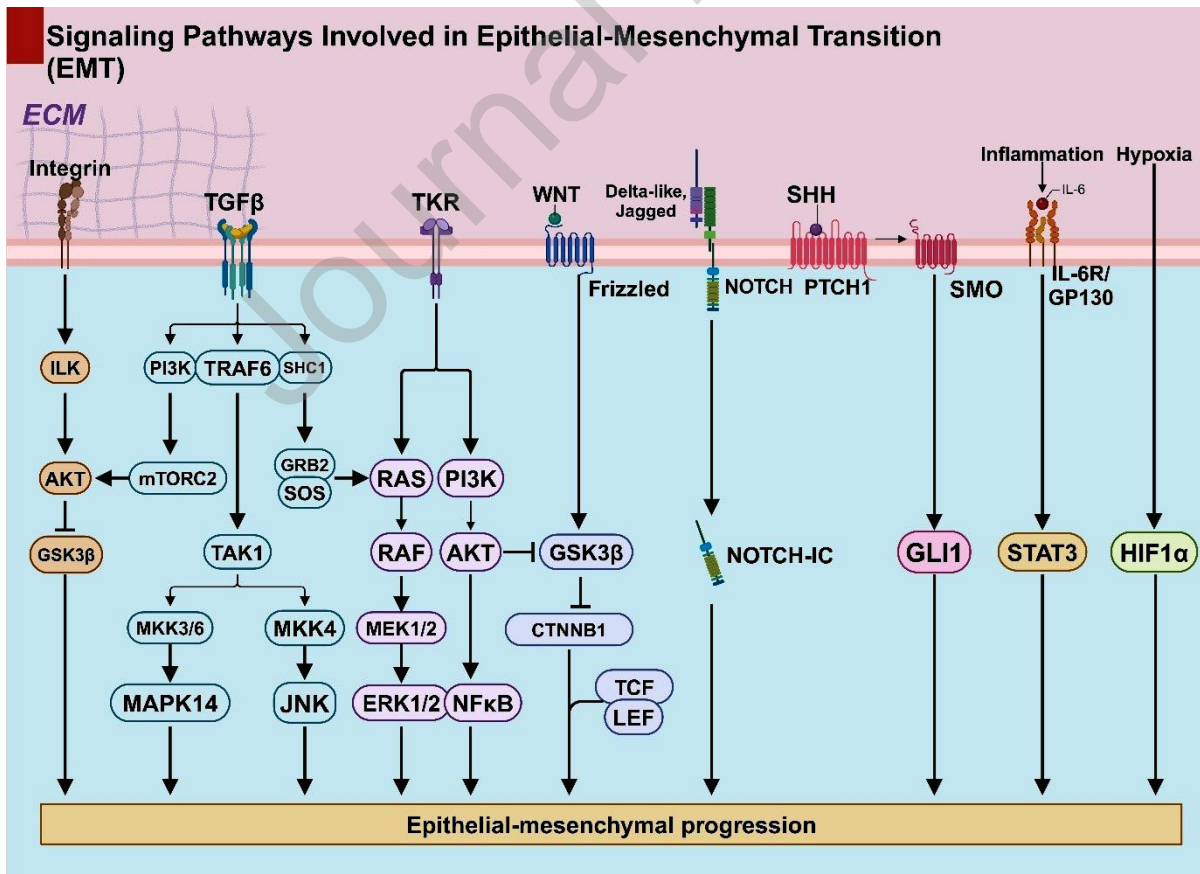 Signaling Pathways Involved in Epithelial-Mesenchymal Transition
(EMT)
Journal
ECM
Integrin
TGFβ
TKR
WNT
Delta-like,
Jagged
SHH
Inflammation
Hypoxia
IL-6
Frizzled
NOTCH
PTCH1
SMO
IL-6R/
GP130
ILK
PI3K
TRAF6
SHC1
AKT
mTORC2
GRB2
SOS
RAS
PI3K
GSK3β
TAK1
RAF
AKT
GSK3β
NOTCH-IC
GLI1
STAT3
HIF1α
MKK3/6
MKK4
MEK1/2
CTNNB1
MAPK14
JNK
ERK1/2
NFκB
TCF
LEF
Epithelial-mesenchymal progression